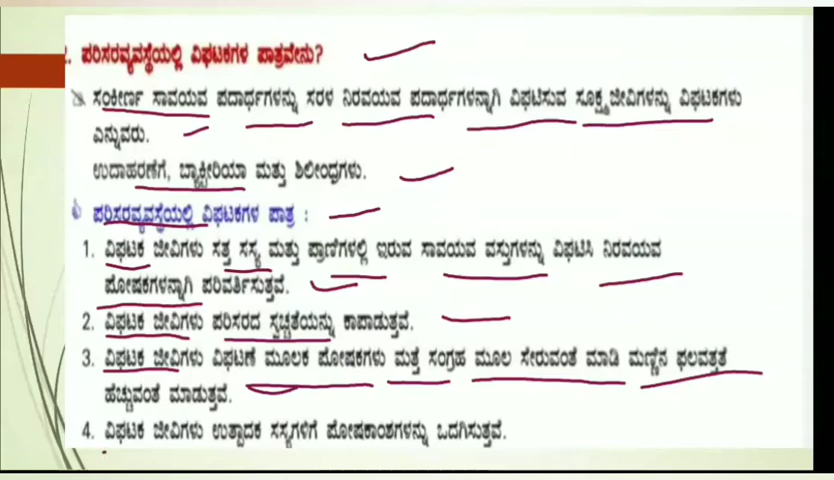 2. ಪರಿಸರವ್ಯವಸ್ಥೆಯಲ್ಲಿ ವಿಘಟಕಗಳ ಪಾತ್ರವೇನು?
ಸಂಕೀರ್ಣ ಸಾವಯವ ಪದಾರ್ಥಗಳನ್ನು ಸರಳ ನಿರವಯವ ಪದಾರ್ಥಗಳನ್ನಾಗಿ ವಿಘಟಿಸುವ ಸೂಕ್ಷ್ಮಜೀವಿಗಳನ್ನು ವಿಘಟಕಗಳು
ಎನ್ನುವರು.
ಉದಾಹರಣೆಗೆ, ಬ್ಯಾಕ್ಟೀರಿಯಾ ಮತ್ತು ಶಿಲೀಂಧ್ರಗಳು.
ಪರಿಸರವ್ಯವಸ್ಥೆಯಲ್ಲಿ ವಿಘಟಕಗಳ ಪಾತ್ರ :
1. ವಿಘಟಕ ಜೀವಿಗಳು ಸತ್ತ ಸಸ್ಯ ಮತ್ತು ಪ್ರಾಣಿಗಳಲ್ಲಿ ಇರುವ ಸಾವಯವ ವಸ್ತುಗಳನ್ನು ವಿಘಟಿಸಿ ನಿರವಯವ
ಪೋಷಕಗಳನ್ನಾಗಿ ಪರಿವರ್ತಿಸುತ್ತವೆ.
2. ವಿಘಟಕ ಜೀವಿಗಳು ಪರಿಸರದ ಸ್ವಚ್ಛತೆಯನ್ನು ಕಾಪಾಡುತ್ತವೆ.
3. ವಿಘಟಕ ಜೀವಿಗಳು ವಿಘಟಣೆ ಮೂಲಕ ಪೋಷಕಗಳು ಮತ್ತೆ ಸಂಗ್ರಹ ಮೂಲ ಸೇರುವಂತೆ ಮಾಡಿ ಮಣ್ಣಿನ ಫಲವತ್ತತೆ
ಹೆಚ್ಚುವಂತೆ ಮಾಡುತ್ತವೆ.
4. ವಿಘಟಕ ಜೀವಿಗಳು ಉತ್ಪಾದಕ ಸಸ್ಯಗಳಿಗೆ ಪೋಷಕಾಂಶಗಳನ್ನು ಒದಗಿಸುತ್ತವೆ.